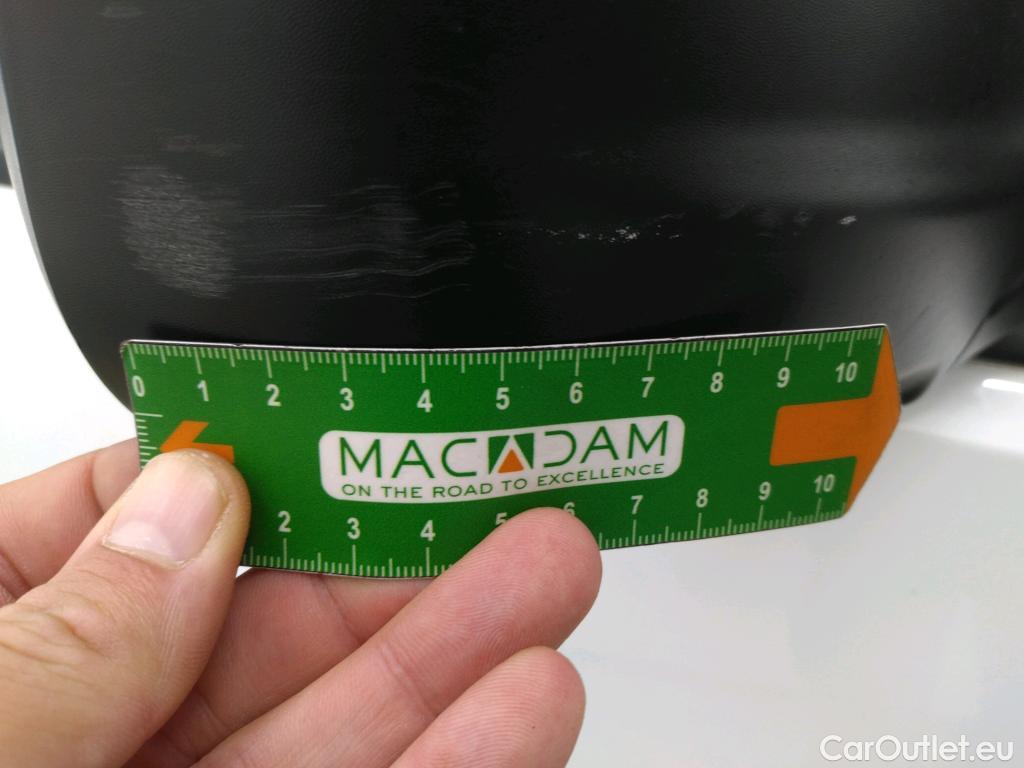 0 1 2 3 4 5 6 7 8 9 10
MACADAM
ON THE ROAD TO EXCELLENCE
2 3 4 5 6 7 8 9 10
CarOutlet.eu